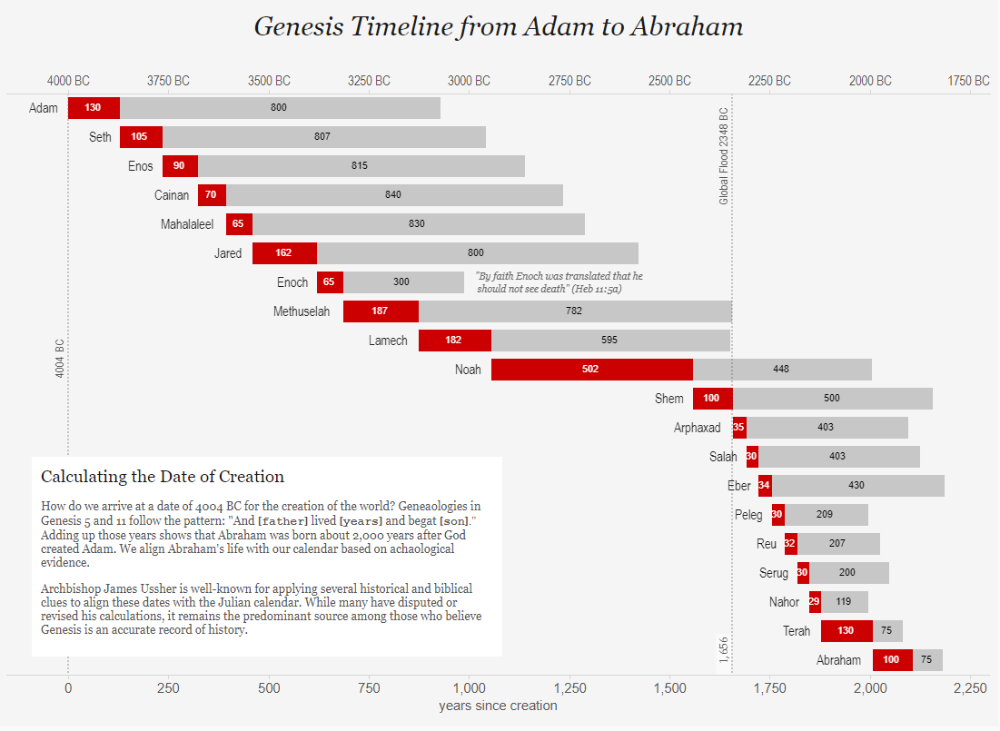 Genesis Timeline from Adam to Abraham
4000 BC 3750 BC 3500 BC 3250 BC 3000 BC 2750 BC 2500 BC 2250 BC 2000 BC 1750 BC
Adam 130 800
Seth 105 807
Enos 90 815
Cainan 70 840
Mahalaleel 65 830
Jared 162 800
Enoch 65 300
"By faith Enoch was translated that he
should not see death" (Heb 11:5a)
Methuselah 187 782
Lamech 182 595
Noah 502 448
Shem 100 500
Arphaxad 35 403
Salah 30 403
Eber 34 430
Peleg 30 209
Reu 32 207
Serug 30 200
Nahor 29 119
Terah 130 75
Abraham 100 75
Global Flood 2348 BC
4004 BC
1,656
Calculating the Date of Creation
How do we arrive at a date of 4004 BC for the creation of the world? Geneaologies in
Genesis 5 and 11 follow the pattern: "And [father] lived [years] and begat [son]."
Adding up those years shows that Abraham was born about 2,000 years after God
created Adam. We align Abraham's life with our calendar based on achaological
evidence.
Archbishop James Ussher is well-known for applying several historical and biblical
clues to align these dates with the Julian calendar. While many have disputed or
revised his calculations, it remains the predominant source among those who believe
Genesis is an accurate record of history.
0 250 500 750 1,000 1,250 1,500 1,750 2,000 2,250
years since creation